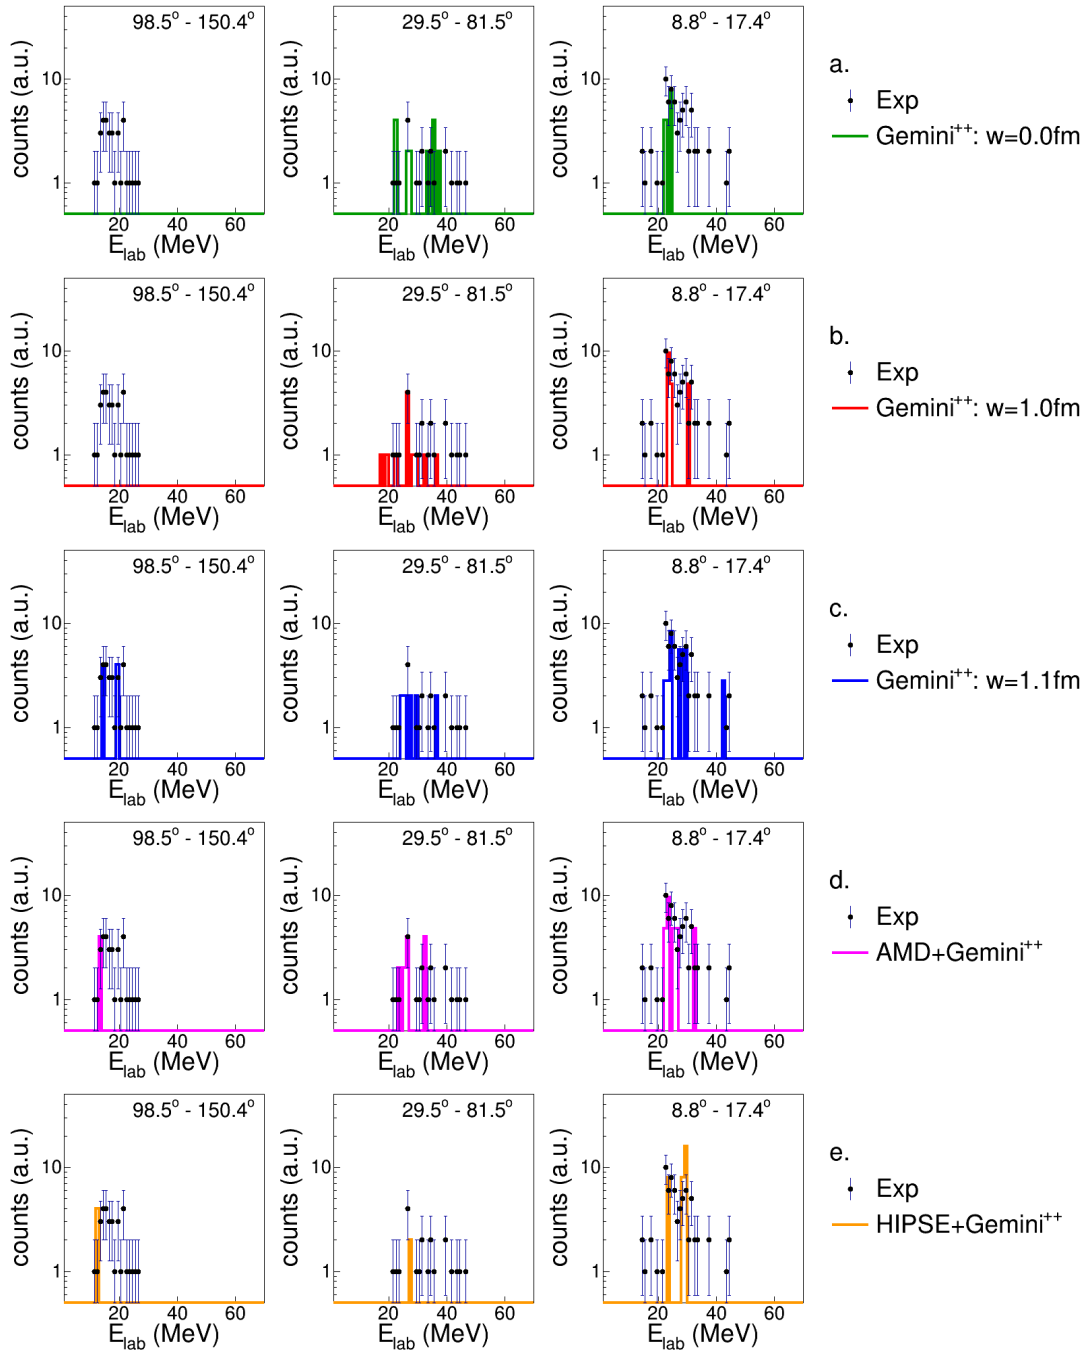 98.5° - 150.4°
29.5° - 81.5°
8.8° - 17.4°
a.
counts (a.u.)
counts (a.u.)
counts (a.u.)
10
10
10
Exp
Gemini⁺⁺: w=0.0fm
1
1
1
20 40 60
20 40 60
20 40 60
E_lab (MeV)
E_lab (MeV)
E_lab (MeV)
98.5° - 150.4°
29.5° - 81.5°
8.8° - 17.4°
b.
counts (a.u.)
counts (a.u.)
counts (a.u.)
10
10
10
Exp
Gemini⁺⁺: w=1.0fm
1
1
1
20 40 60
20 40 60
20 40 60
E_lab (MeV)
E_lab (MeV)
E_lab (MeV)
98.5° - 150.4°
29.5° - 81.5°
8.8° - 17.4°
c.
counts (a.u.)
counts (a.u.)
counts (a.u.)
10
10
10
Exp
Gemini⁺⁺: w=1.1fm
1
1
1
20 40 60
20 40 60
20 40 60
E_lab (MeV)
E_lab (MeV)
E_lab (MeV)
98.5° - 150.4°
29.5° - 81.5°
8.8° - 17.4°
d.
counts (a.u.)
counts (a.u.)
counts (a.u.)
10
10
10
Exp
AMD+Gemini⁺⁺
1
1
1
20 40 60
20 40 60
20 40 60
E_lab (MeV)
E_lab (MeV)
E_lab (MeV)
98.5° - 150.4°
29.5° - 81.5°
8.8° - 17.4°
e.
counts (a.u.)
counts (a.u.)
counts (a.u.)
10
10
10
Exp
HIPSE+Gemini⁺⁺
1
1
1
20 40 60
20 40 60
20 40 60
E_lab (MeV)
E_lab (MeV)
E_lab (MeV)